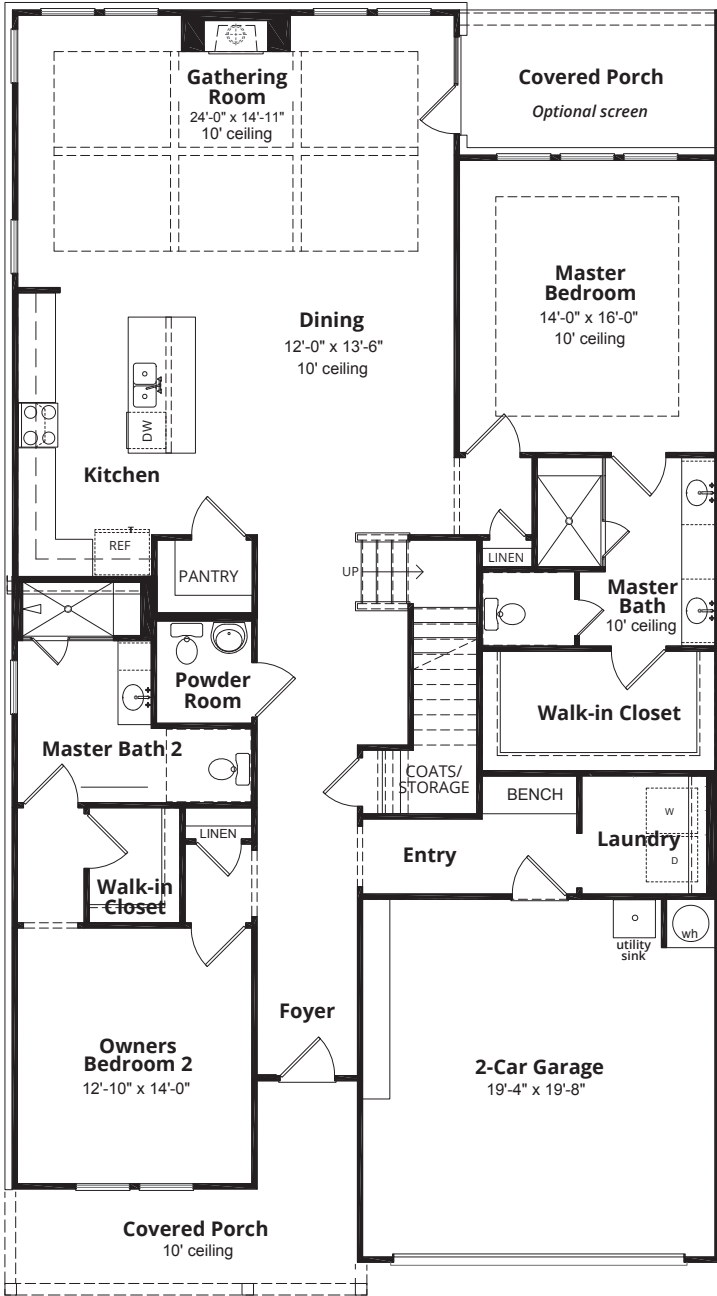 Gathering
Room
24'-0" x 14'-11"
10' ceiling
Covered Porch
Optional screen
Master
Bedroom
14'-0" x 16'-0"
10' ceiling
Dining
12'-0" x 13'-6"
10' ceiling
DW
Kitchen
REF
PANTRY
UP
LINEN
Master
Bath
10' ceiling
Powder
Room
Walk-in Closet
Master Bath 2
COATS/
STORAGE
BENCH
W
D
Laundry
LINEN
Entry
Walk-in
Closet
utility
sink
wh
Foyer
Owners
Bedroom 2
12'-10" x 14'-0"
2-Car Garage
19'-4" x 19'-8"
Covered Porch
10' ceiling